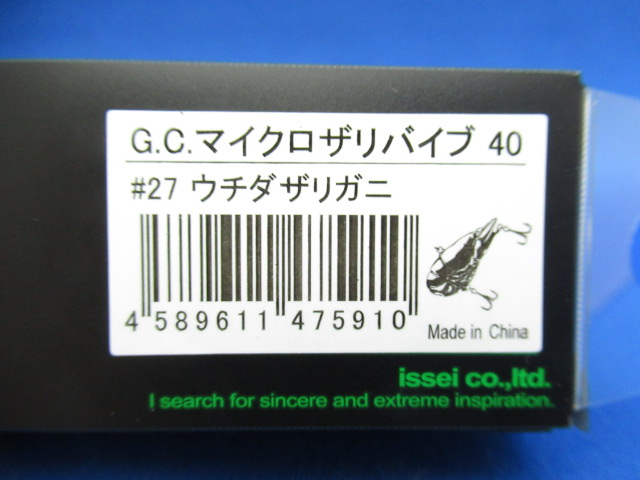 G.C.マイクロザリバイブ 40
#27 ウチダザリガニ
4 589611 475910
Made in China
issei co.,ltd.
I search for sincere and extreme inspiration.